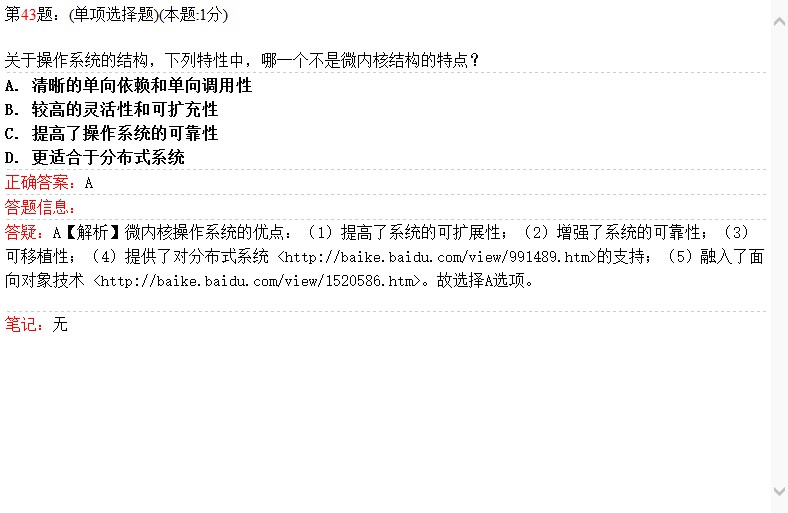 第43题: (单项选择题)(本题:1分)
关于操作系统的结构，下列特性中，哪一个不是微内核结构的特点？
A. 清晰的单向依赖和单向调用性
B. 较高的灵活性和可扩充性
C. 提高了操作系统的可靠性
D. 更适合于分布式系统
正确答案: A
答题信息:
答疑: A【解析】微内核操作系统的优点: （1）提高了系统的可扩展性；（2）增强了系统的可靠性；（3）
可移植性；（4）提供了对分布式系统 <http://baike.baidu.com/view/991489.htm>的支持；（5）融入了面
向对象技术 <http://baike.baidu.com/view/1520586.htm>。故选择A选项。
笔记: 无